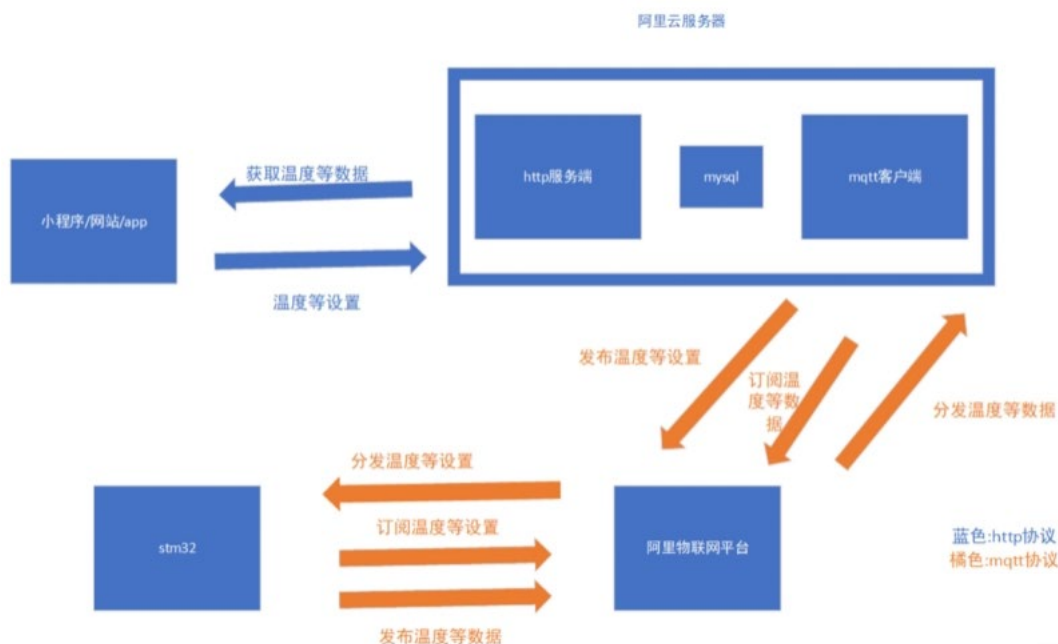 阿里云服务器
http服务端
mysql
mqtt客户端
获取温度等数据
小程序/网站/app
温度等设置
发布温度等设置
订阅温
度等数
据
分发温度等数据
分发温度等设置
订阅温度等设置
stm32
阿里物联网平台
蓝色:http协议
橘色:mqtt协议
发布温度等数据